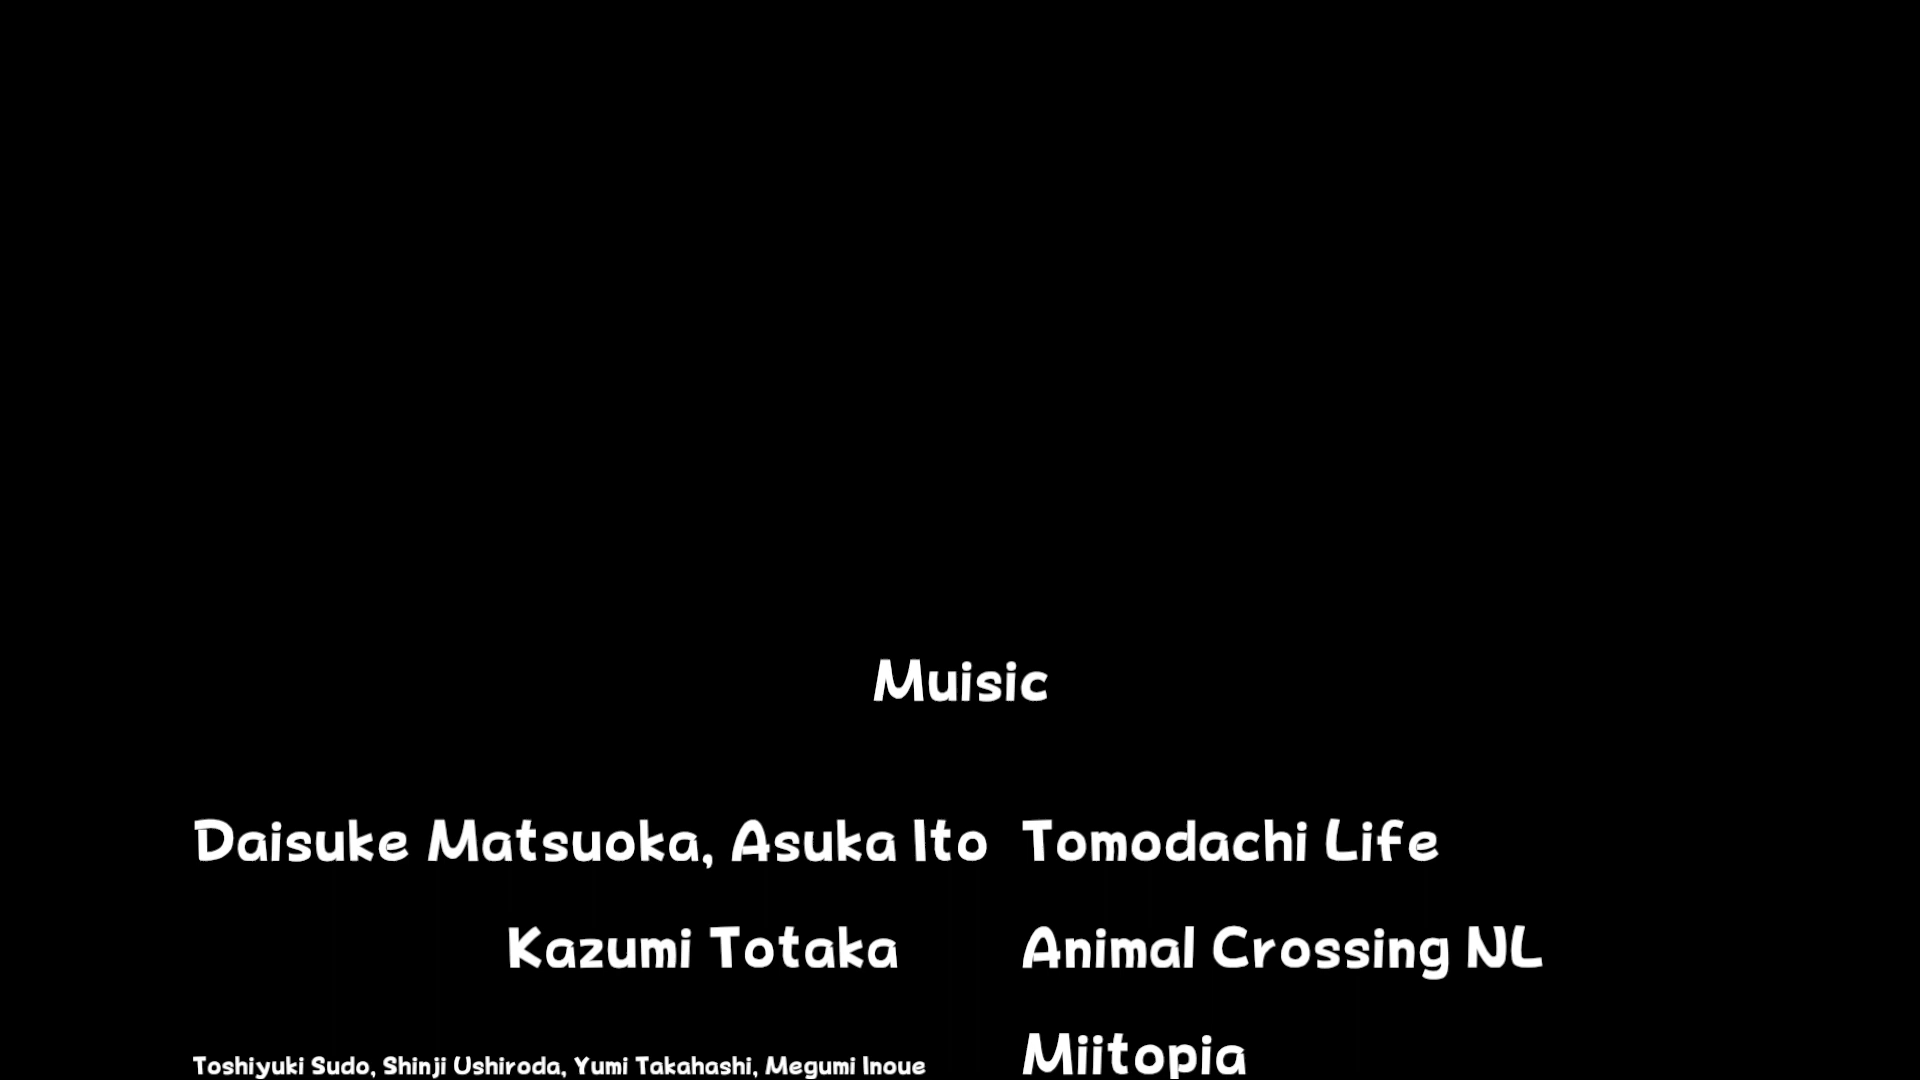 Muisic
Daisuke Matsuoka, Asuka Ito Tomodachi Life
Kazumi Totaka Animal Crossing NL
Toshiyuki Sudo, Shinji Ushiroda, Yumi Takahashi, Megumi Inoue Miitopia